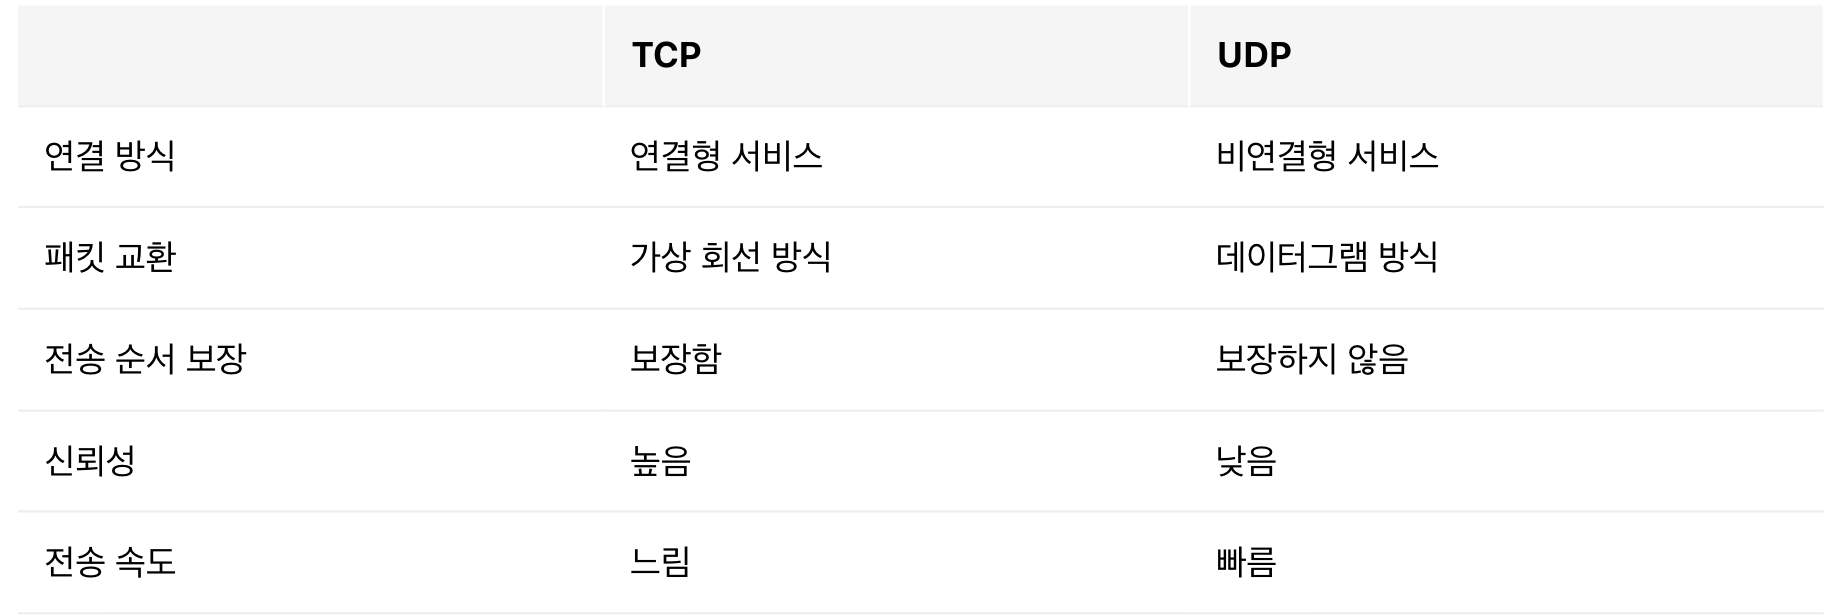 TCP UDP
연결 방식 연결형 서비스 비연결형 서비스
패킷 교환 가상 회선 방식 데이터그램 방식
전송 순서 보장 보장함 보장하지 않음
신뢰성 높음 낮음
전송 속도 느림 빠름